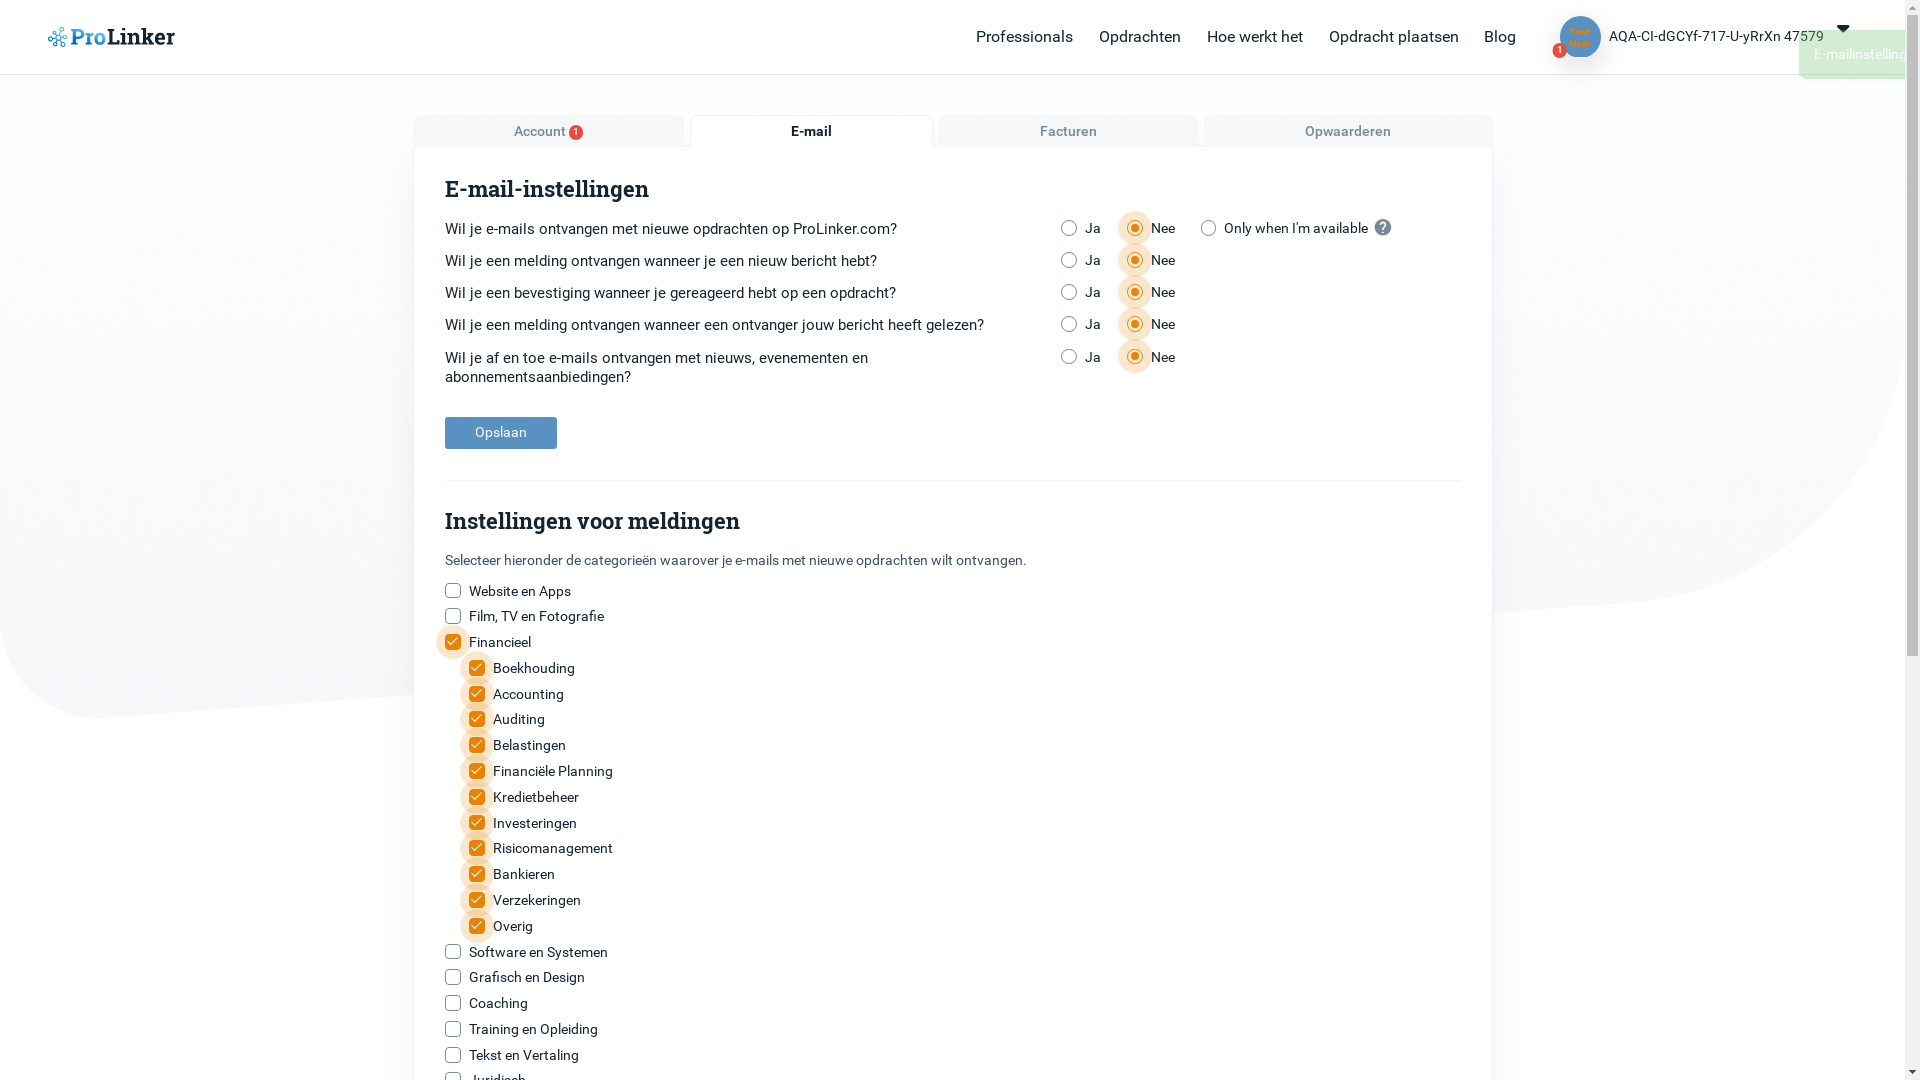 ProLinker
Professionals Opdrachten Hoe werkt het Opdracht plaatsen Blog
Test User
1
AQA-CI-dGCYf-717-U-yRrXn 47579
E-mailinstelling
Account 1
E-mail
Facturen
Opwaarderen
E-mail-instellingen
Wil je e-mails ontvangen met nieuwe opdrachten op ProLinker.com? Ja Nee Only when I'm available ?
Wil je een melding ontvangen wanneer je een nieuw bericht hebt? Ja Nee
Wil je een bevestiging wanneer je gereageerd hebt op een opdracht? Ja Nee
Wil je een melding ontvangen wanneer een ontvanger jouw bericht heeft gelezen? Ja Nee
Wil je af en toe e-mails ontvangen met nieuws, evenementen en Ja Nee
abonnementsaanbiedingen?
Opslaan
Instellingen voor meldingen
Selecteer hieronder de categorieën waarover je e-mails met nieuwe opdrachten wilt ontvangen.
Website en Apps
Film, TV en Fotografie
Financieel
Boekhouding
Accounting
Auditing
Belastingen
Financiële Planning
Kredietbeheer
Investeringen
Risicomanagement
Bankieren
Verzekeringen
Overig
Software en Systemen
Grafisch en Design
Coaching
Training en Opleiding
Tekst en Vertaling
Juridisch